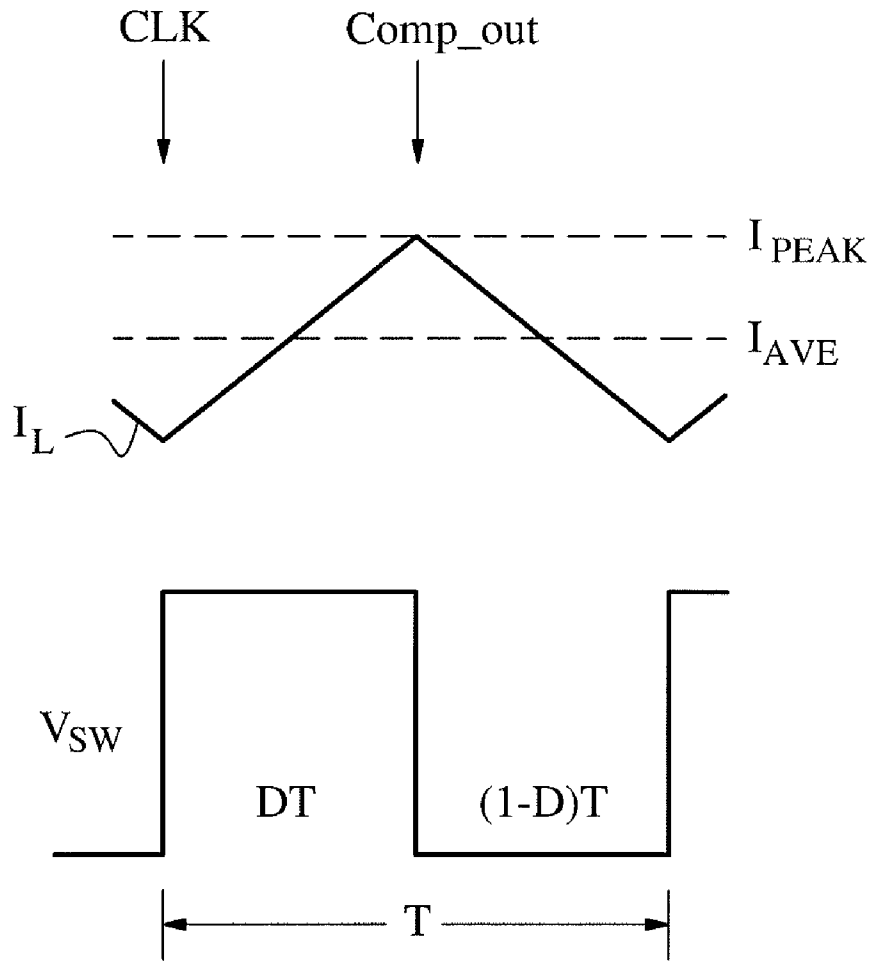 CLK
Comp_out
I PEAK
I AVE
I L
V SW
DT
(1-D)T
T